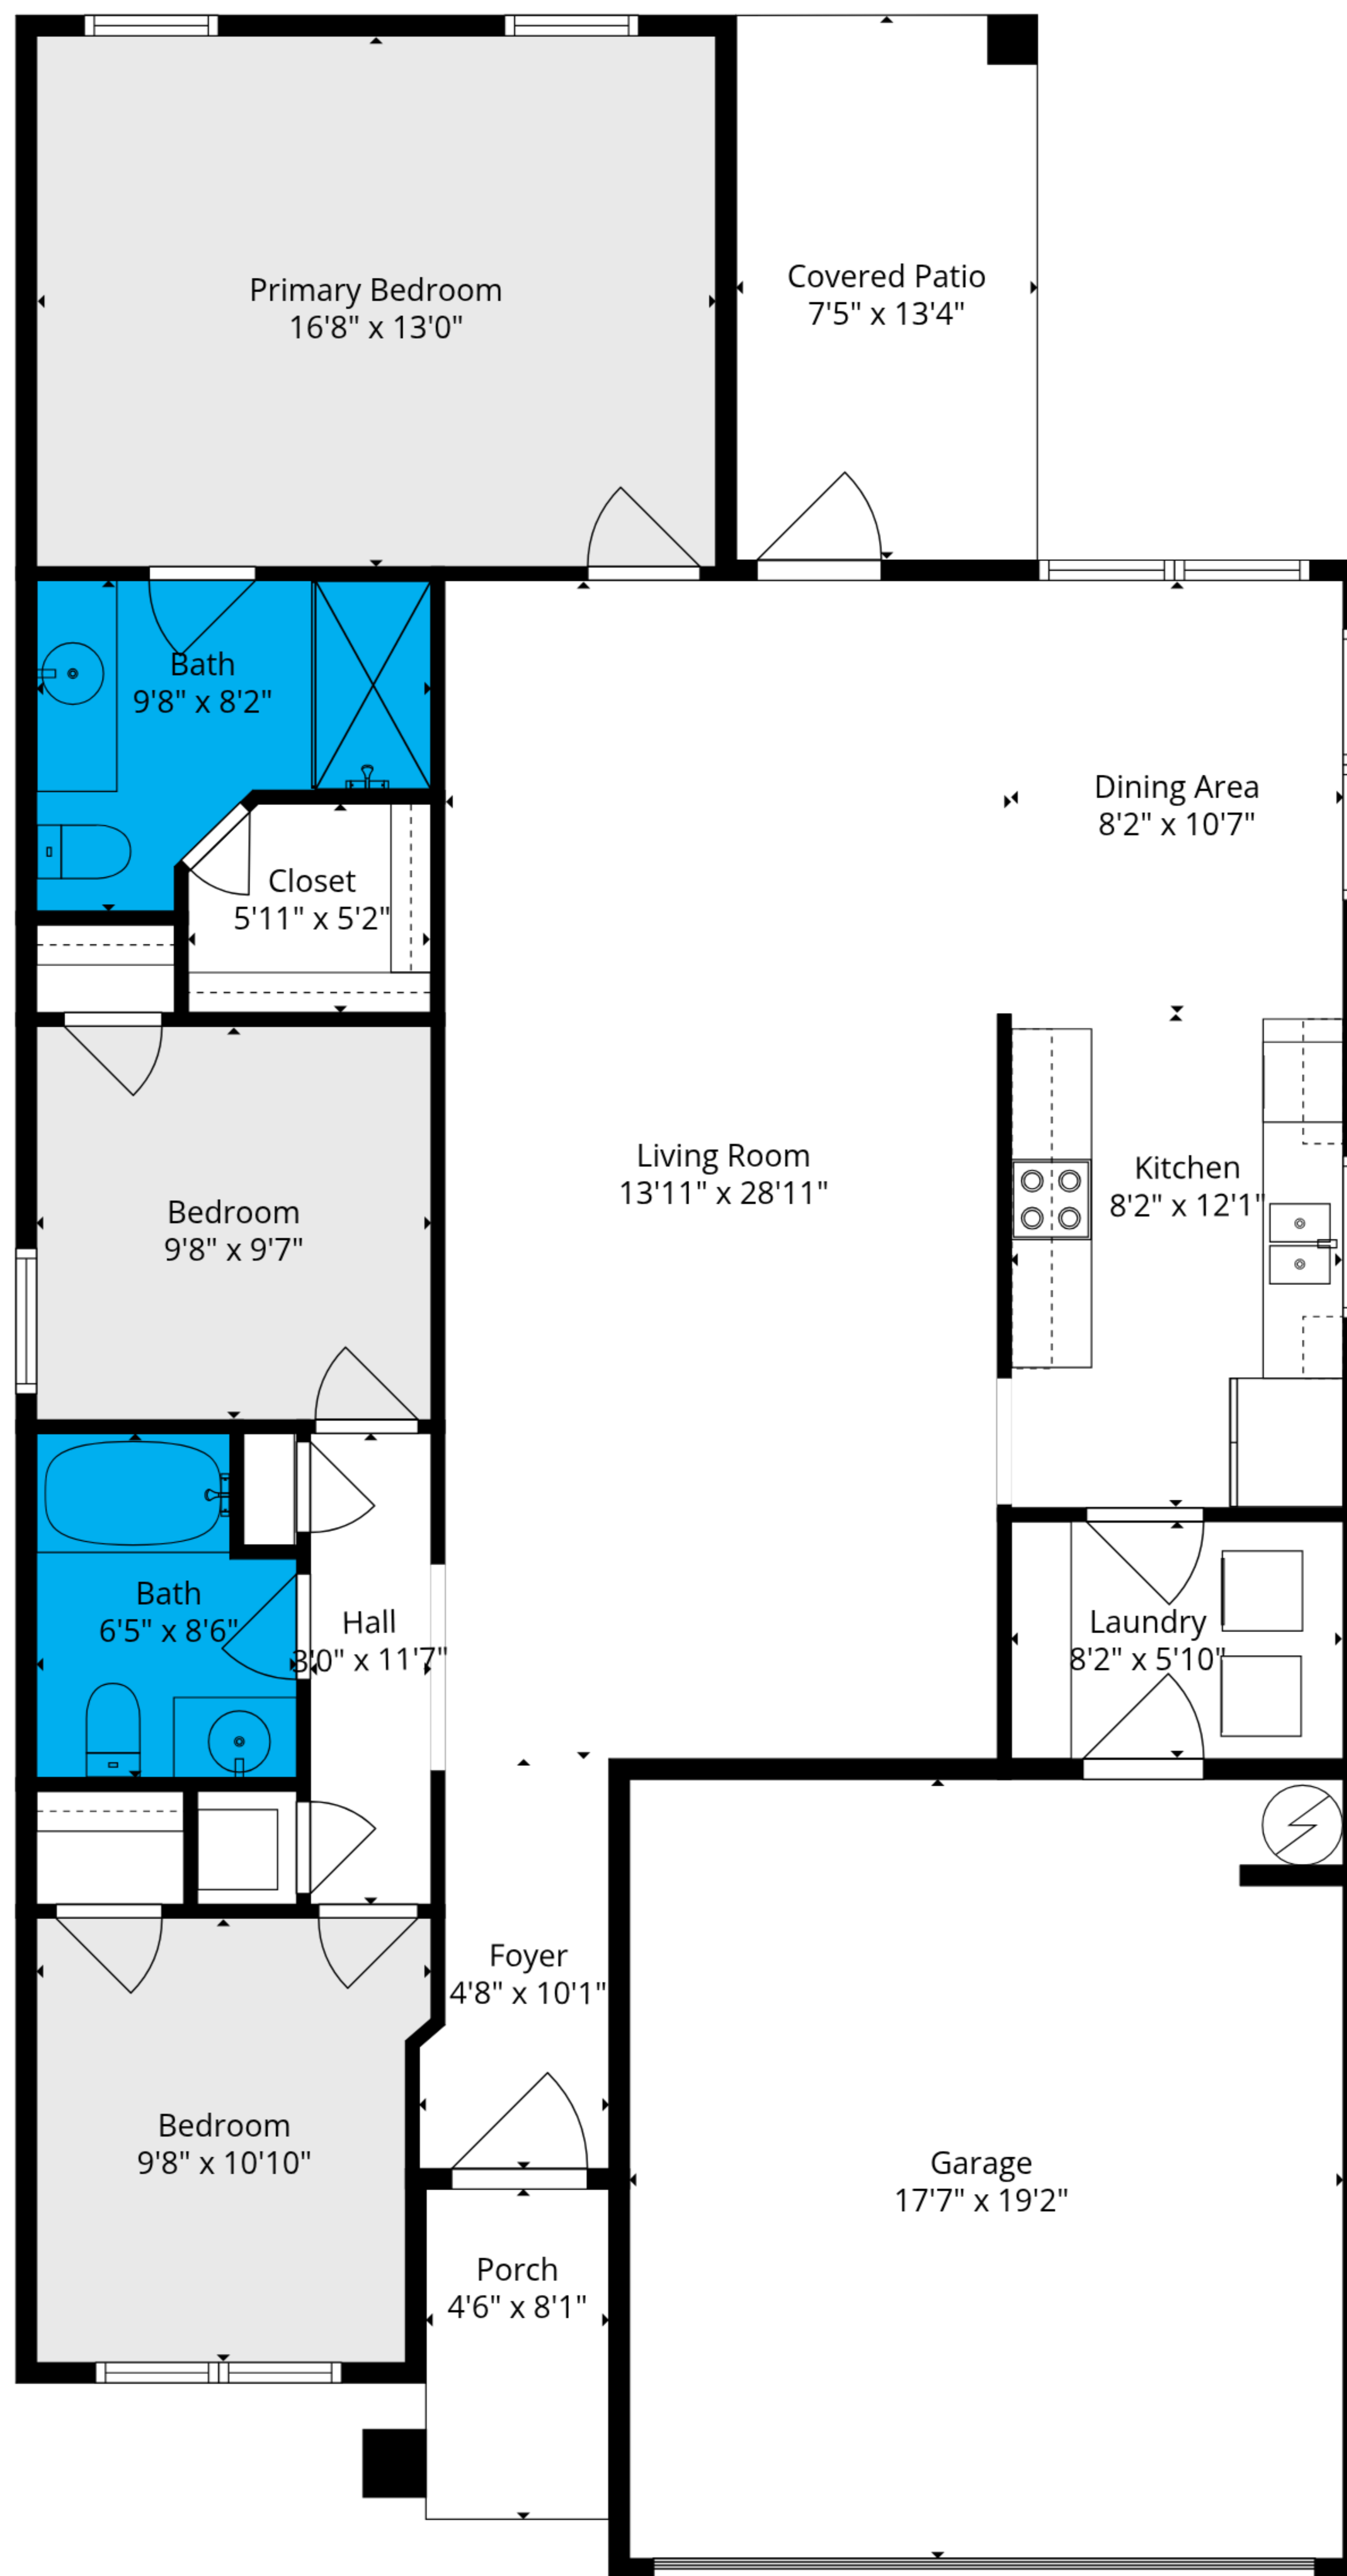 Primary Bedroom
16'8" x 13'0"
Covered Patio
7'5" x 13'4"
Bath
9'8" x 8'2"
Dining Area
8'2" x 10'7"
Closet
5'11" x 5'2"
Living Room
13'11" x 28'11"
Kitchen
8'2" x 12'1"
Bedroom
9'8" x 9'7"
Bath
6'5" x 8'6"
Hall
3'0" x 11'7"
Laundry
8'2" x 5'10"
Foyer
4'8" x 10'1"
Bedroom
9'8" x 10'10"
Garage
17'7" x 19'2"
Porch
4'6" x 8'1"